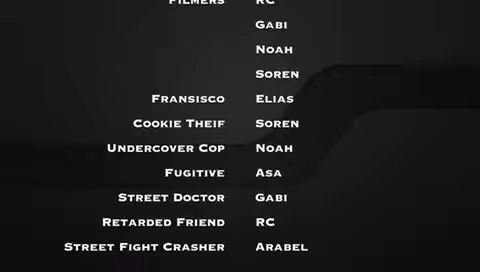 Filmers RC
Gabi
Noah
Soren
Fransisco Elias
Cookie Theif Soren
Undercover Cop Noah
Fugitive Asa
Street Doctor Gabi
Retarded Friend RC
Street Fight Crasher Arabel